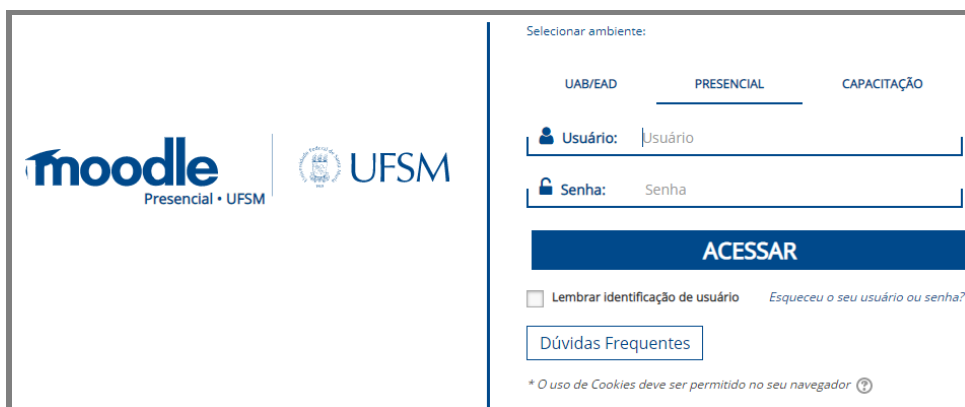 moodle
Presencial • UFSM
UFSM
Selecionar ambiente:
UAB/EAD PRESENCIAL CAPACITAÇÃO
Usuário: Usuário
Senha: Senha
ACESSAR
Lembrar identificação de usuário Esqueceu o seu usuário ou senha?
Dúvidas Frequentes
* O uso de Cookies deve ser permitido no seu navegador ?